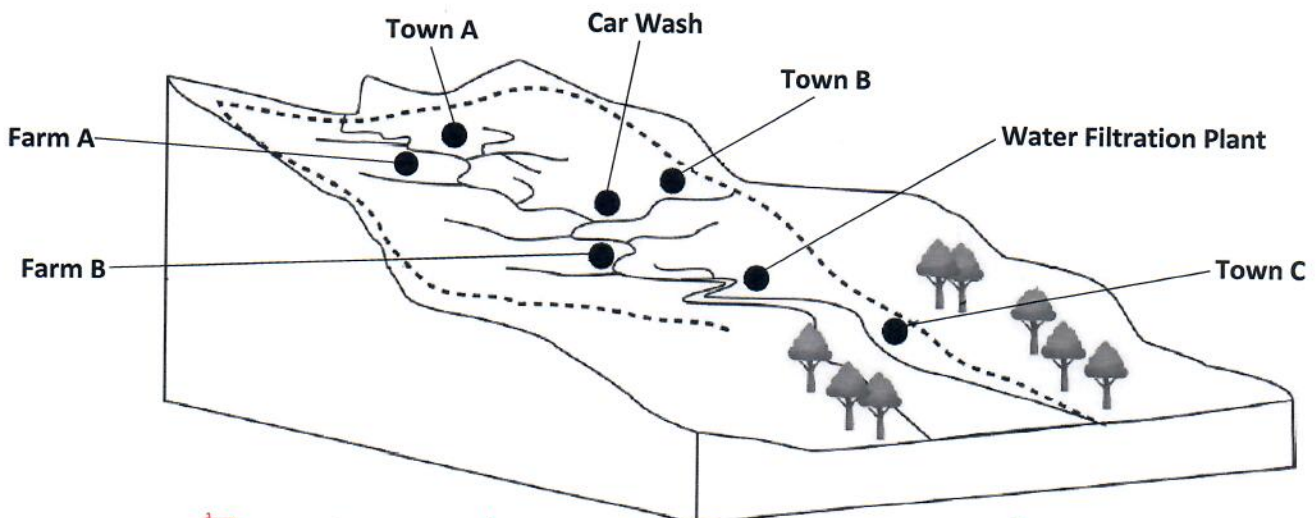 Town A
Car Wash
Town B
Farm A
Water Filtration Plant
Farm B
Town C